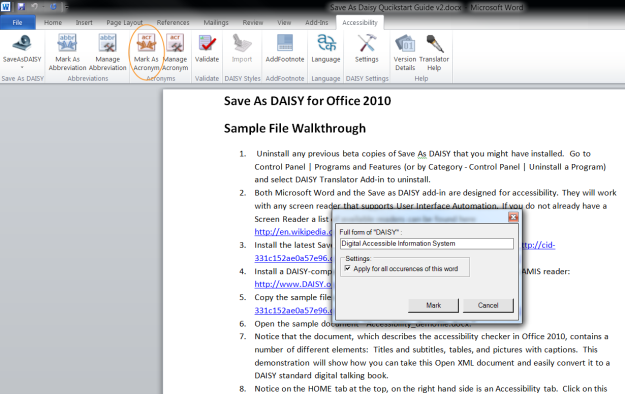 Save As Daisy Quickstart Guide v2.docx - Microsoft Word
File Home Insert Page Layout References Mailings Review View Add-Ins Accessibility
SaveAsDAISY
Mark As Abbreviation
Manage Abbreviation
Mark As Acronym
Manage Acronym
Validate
Import
AddFootnote
Language
Settings
Version Details
Translator Help
Save As DAISY Abbreviations Acronyms Validate DAISY Styles AddFootnote Language DAISY Settings Help
Save As DAISY for Office 2010
Sample File Walkthrough
1. Uninstall any previous beta copies of Save As DAISY that you might have installed. Go to
Control Panel | Programs and Features (or by Category - Control Panel | Uninstall a Program)
and select DAISY Translator Add-in to uninstall.
2. Both Microsoft Word and the Save as DAISY add-in are designed for accessibility. They will work
with any screen reader that supports User Interface Automation. If you do not already have a
Screen Reader a list of available readers can be found here
http://en.wikipedia.
3. Install the latest Save ttp://cid-
331c152ae0a57e96.
4. Install a DAISY-comp AMIS reader:
http://www.DAISY.o
5. Copy the sample file
331c152ae0a57e96.
6. Open the sample document "Accessibility_demofile.docx."
7. Notice that the document, which describes the accessibility checker in Office 2010, contains a
number of different elements: Titles and subtitles, tables, and pictures with captions. This
demonstration will show how you can take this Open XML document and easily convert it to a
DAISY standard digital talking book.
8. Notice on the HOME tab at the top, on the right hand side is an Accessibility tab. Click on this
Full form of "DAISY" :
Digital Accessible Information System
Settings:
Apply for all occurences of this word
Mark Cancel